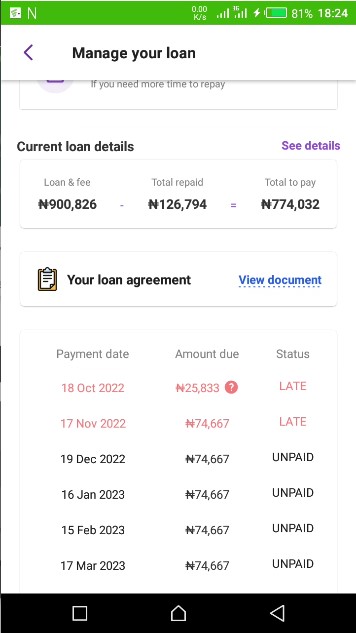 N 0.00 K/s 81% 18:24
Manage your loan
If you need more time to repay
Current loan details See details
Loan & fee Total repaid Total to pay
₦900,826 - ₦126,794 = ₦774,032
Your loan agreement View document
Payment date Amount due Status
18 Oct 2022 ₦25,833 ? LATE
17 Nov 2022 ₦74,667 LATE
19 Dec 2022 ₦74,667 UNPAID
16 Jan 2023 ₦74,667 UNPAID
15 Feb 2023 ₦74,667 UNPAID
17 Mar 2023 ₦74,667 UNPAID